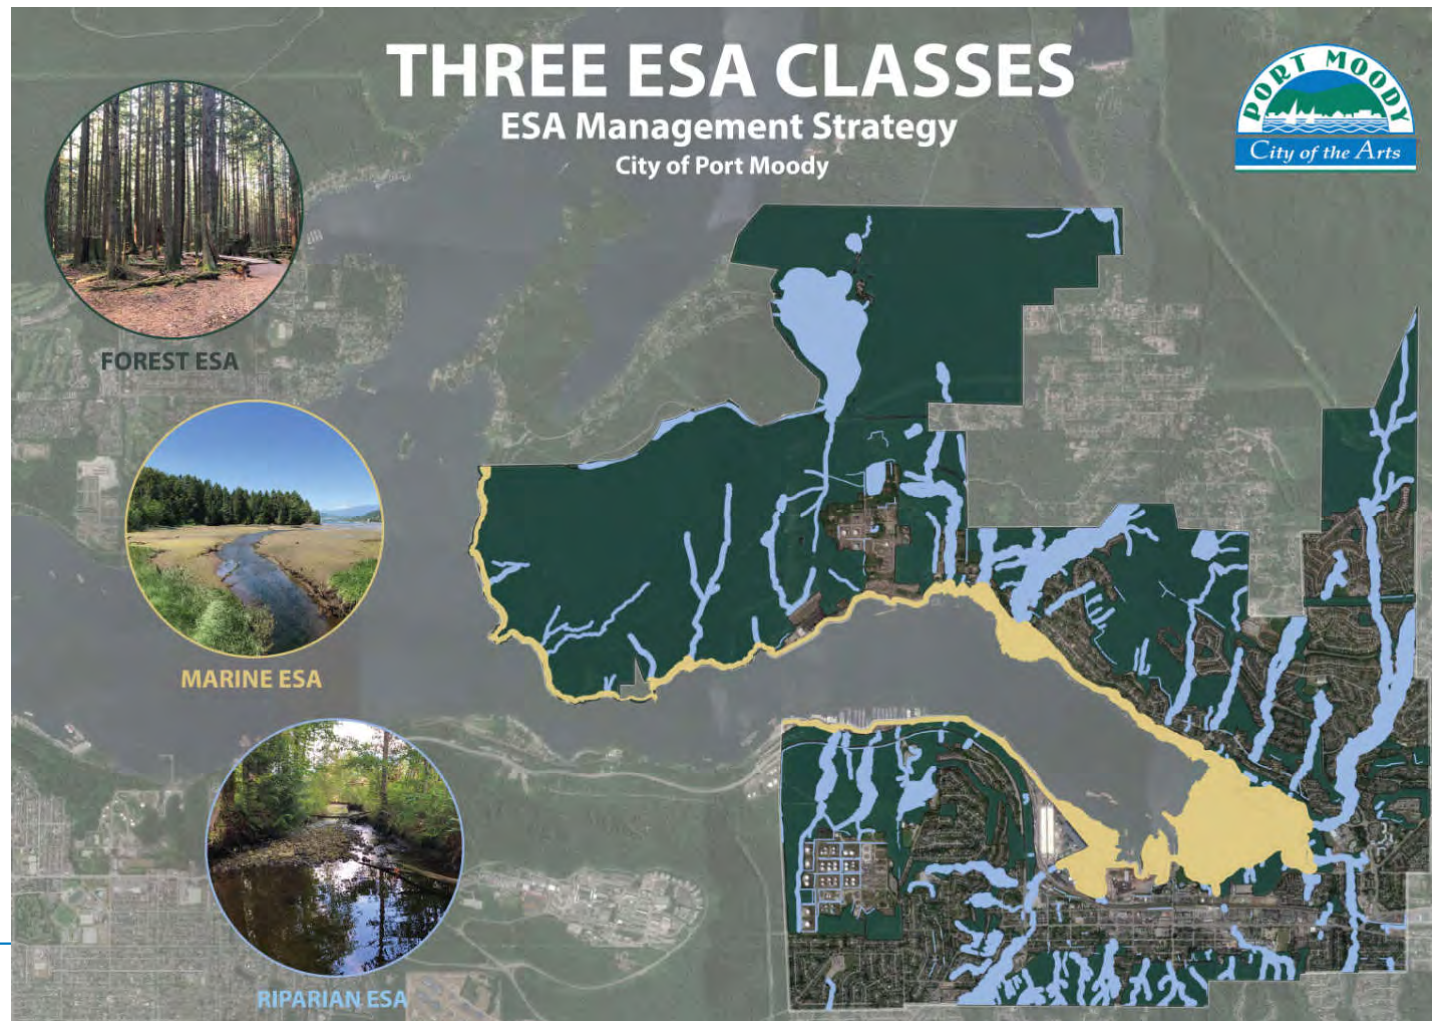 THREE ESA CLASSES
ESA Management Strategy
City of Port Moody
PORT MOODY
City of the Arts
FOREST ESA
MARINE ESA
RIPARIAN ESA